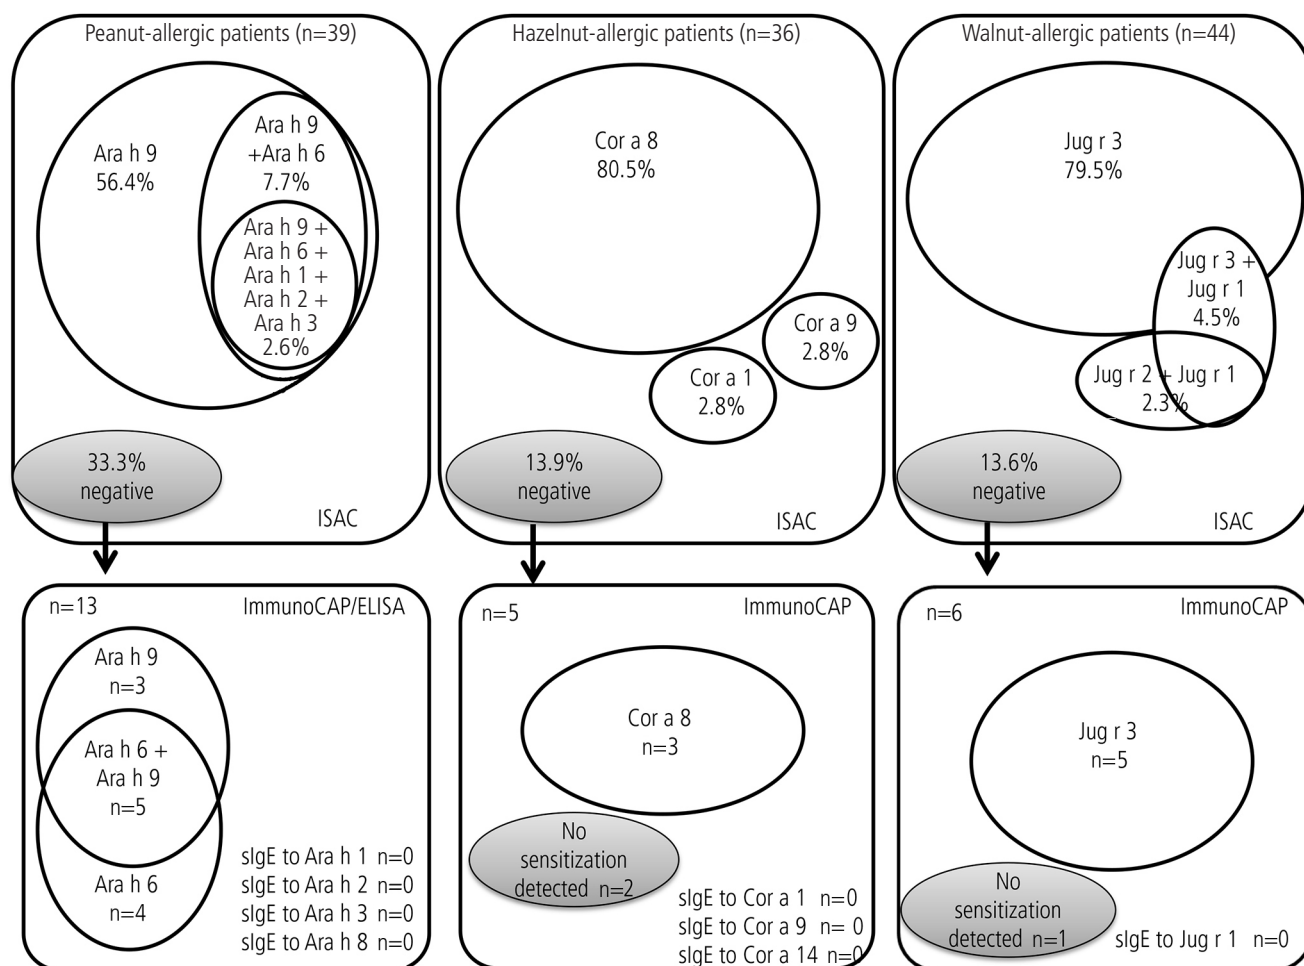 Peanut-allergic patients (n=39)
Ara h 9
56.4%
Ara h 9
+Ara h 6
7.7%
Ara h 9 +
Ara h 6 +
Ara h 1 +
Ara h 2 +
Ara h 3
2.6%
33.3%
negative
ISAC
Hazelnut-allergic patients (n=36)
Cor a 8
80.5%
Cor a 9
2.8%
Cor a 1
2.8%
13.9%
negative
ISAC
Walnut-allergic patients (n=44)
Jug r 3
79.5%
Jug r 3 +
Jug r 1
4.5%
Jug r 2 + Jug r 1
2.3%
13.6%
negative
ISAC
n=13
ImmunoCAP/ELISA
Ara h 9
n=3
Ara h 6 +
Ara h 9
n=5
Ara h 6
n=4
sIgE to Ara h 1 n=0
sIgE to Ara h 2 n=0
sIgE to Ara h 3 n=0
sIgE to Ara h 8 n=0
n=5
ImmunoCAP
Cor a 8
n=3
No
sensitization
detected n=2
sIgE to Cor a 1 n=0
sIgE to Cor a 9 n= 0
sIgE to Cor a 14 n=0
n=6
ImmunoCAP
Jug r 3
n=5
No
sensitization
detected n=1
sIgE to Jug r 1 n=0